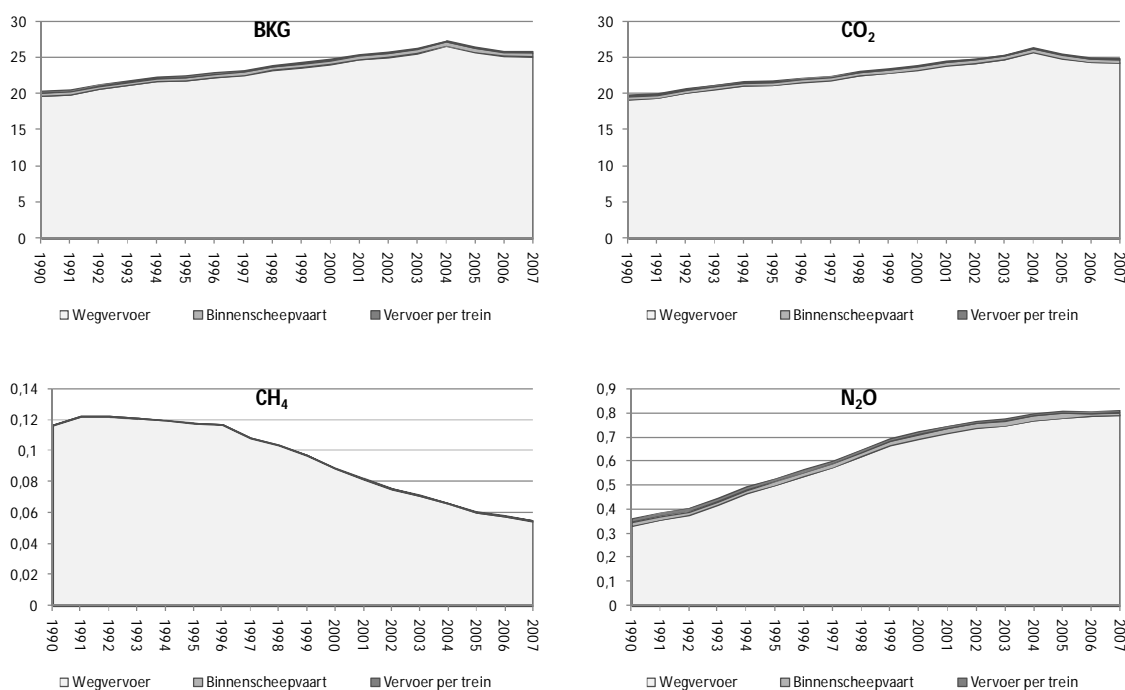 BKG
30
25
20
15
10
5
0
1990 1991 1992 1993 1994 1995 1996 1997 1998 1999 2000 2001 2002 2003 2004 2005 2006 2007
Wegvervoer Binnenscheepvaart Vervoer per trein
CO₂
30
25
20
15
10
5
0
1990 1991 1992 1993 1994 1995 1996 1997 1998 1999 2000 2001 2002 2003 2004 2005 2006 2007
Wegvervoer Binnenscheepvaart Vervoer per trein
CH₄
0,14
0,12
0,1
0,08
0,06
0,04
0,02
0
1990 1991 1992 1993 1994 1995 1996 1997 1998 1999 2000 2001 2002 2003 2004 2005 2006 2007
Wegvervoer Binnenscheepvaart Vervoer per trein
N₂O
0,9
0,8
0,7
0,6
0,5
0,4
0,3
0,2
0,1
0
1990 1991 1992 1993 1994 1995 1996 1997 1998 1999 2000 2001 2002 2003 2004 2005 2006 2007
Wegvervoer Binnenscheepvaart Vervoer per trein